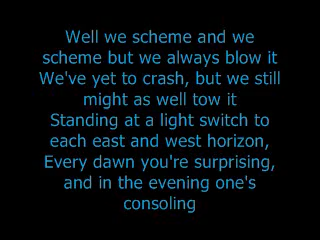 Well we scheme and we
scheme but we always blow it
We've yet to crash, but we still
might as well tow it
Standing at a light switch to
each east and west horizon,
Every dawn you're surprising,
and in the evening one's
consoling